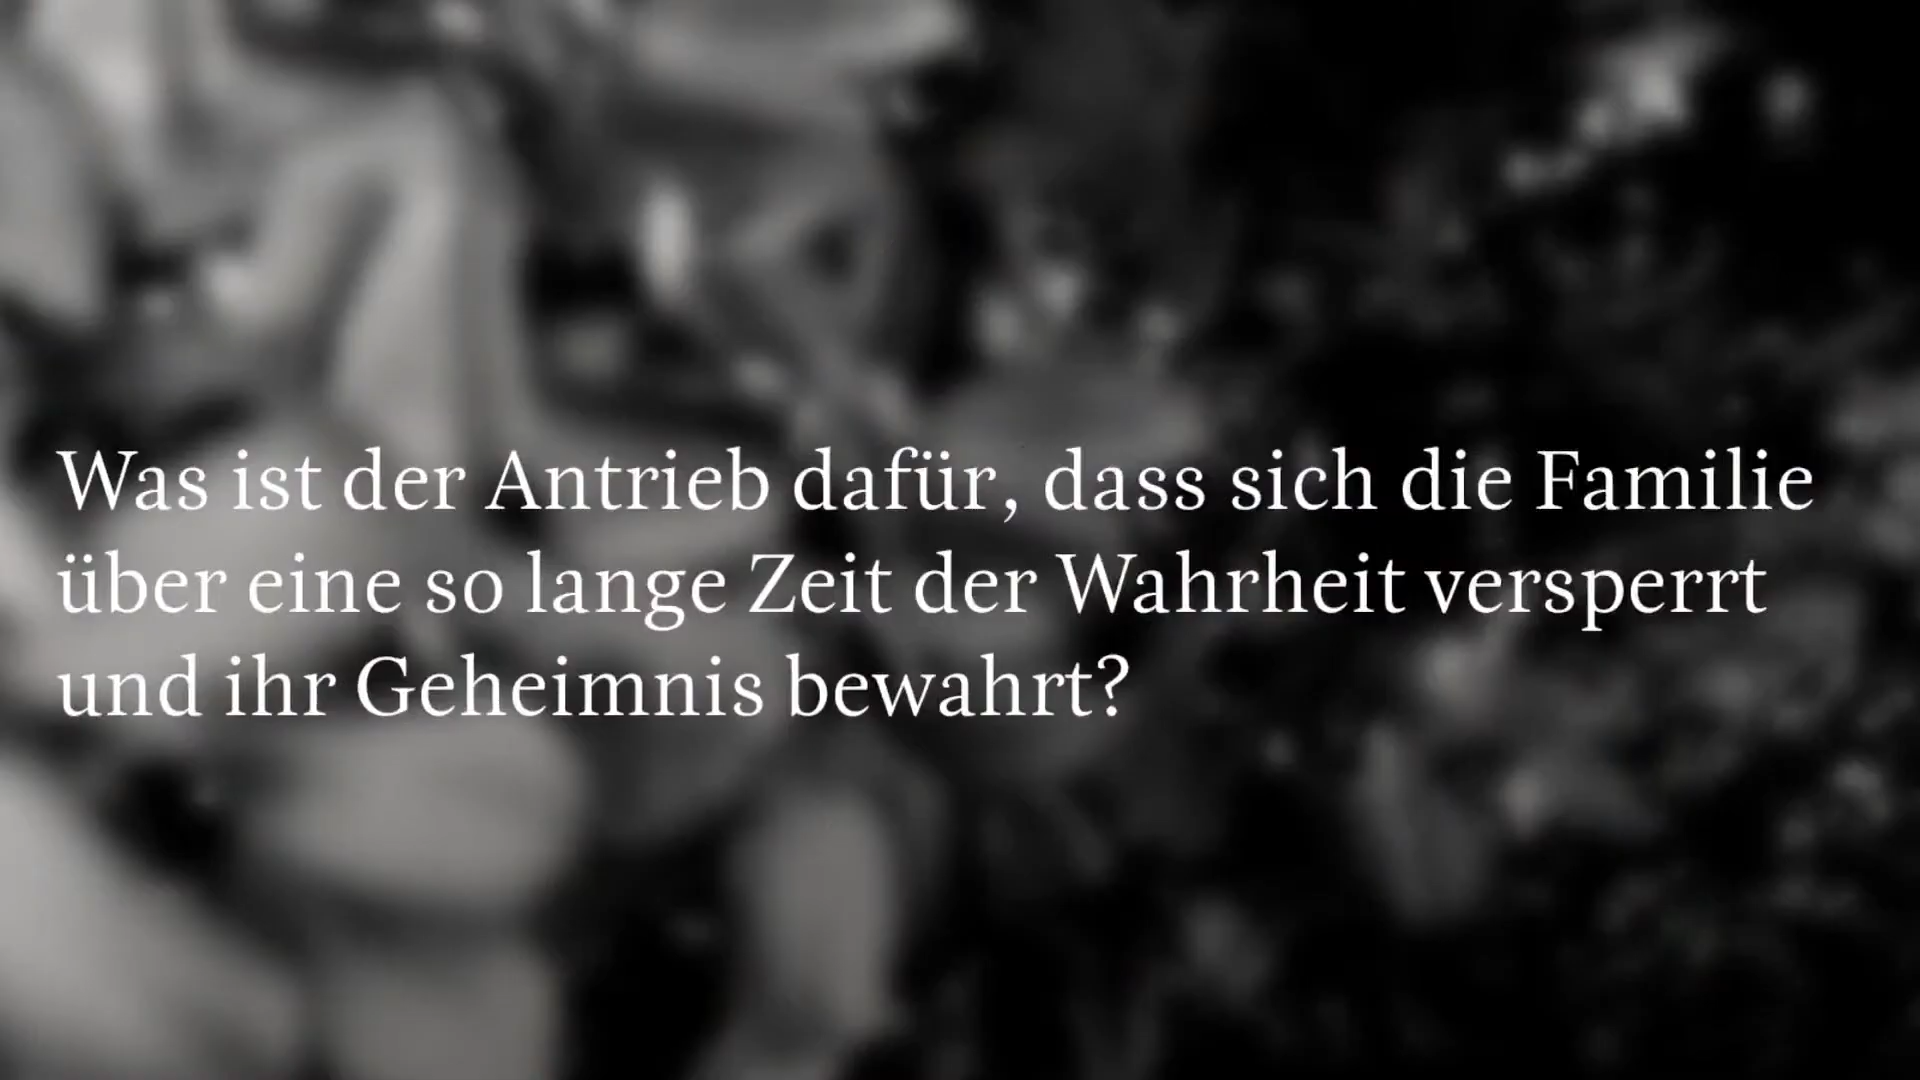 Was ist der Antrieb dafür, dass sich die Familie
über eine so lange Zeit der Wahrheit versperrt
und ihr Geheimnis bewahrt?